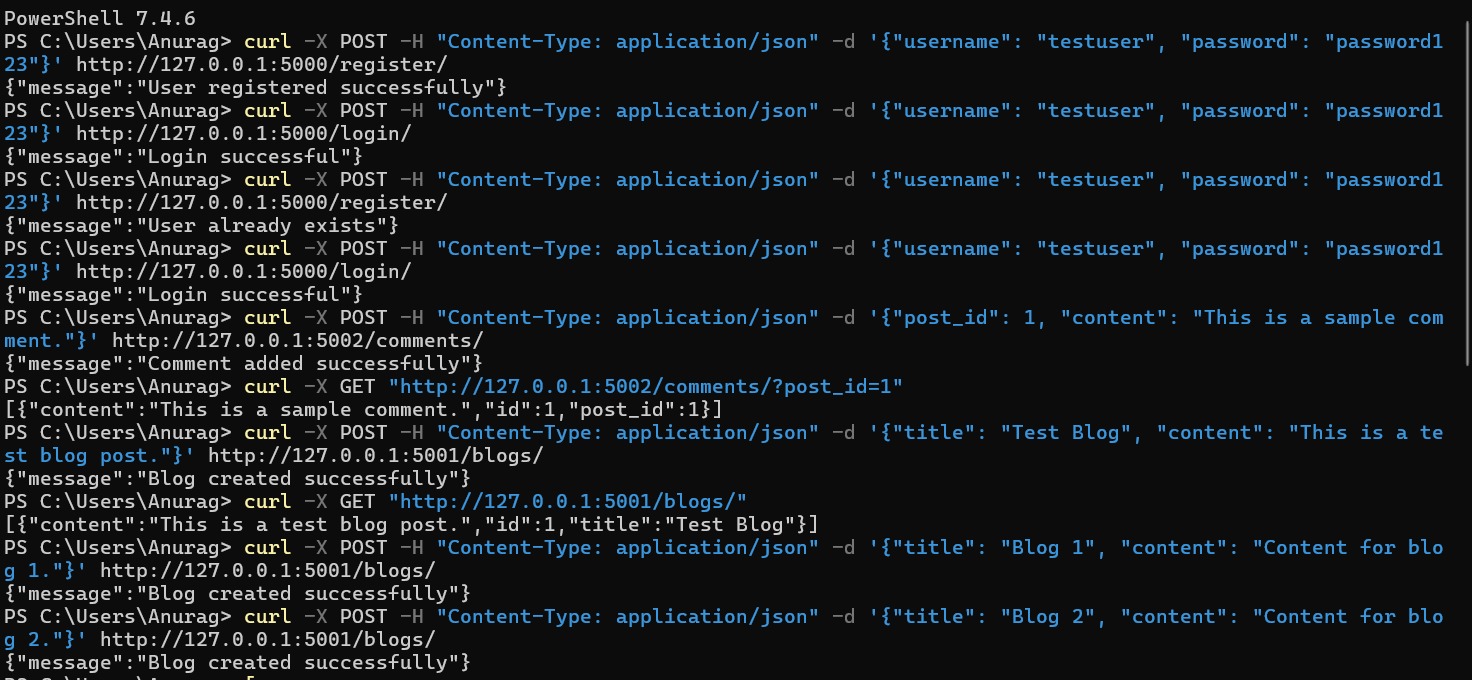 PowerShell 7.4.6
PS C:\Users\Anurag> curl -X POST -H "Content-Type: application/json" -d '{"username": "testuser", "password": "password1
23"}' http://127.0.0.1:5000/register/
{"message":"User registered successfully"}
PS C:\Users\Anurag> curl -X POST -H "Content-Type: application/json" -d '{"username": "testuser", "password": "password1
23"}' http://127.0.0.1:5000/login/
{"message":"Login successful"}
PS C:\Users\Anurag> curl -X POST -H "Content-Type: application/json" -d '{"username": "testuser", "password": "password1
23"}' http://127.0.0.1:5000/register/
{"message":"User already exists"}
PS C:\Users\Anurag> curl -X POST -H "Content-Type: application/json" -d '{"username": "testuser", "password": "password1
23"}' http://127.0.0.1:5000/login/
{"message":"Login successful"}
PS C:\Users\Anurag> curl -X POST -H "Content-Type: application/json" -d '{"post_id": 1, "content": "This is a sample com
ment."}' http://127.0.0.1:5002/comments/
{"message":"Comment added successfully"}
PS C:\Users\Anurag> curl -X GET "http://127.0.0.1:5002/comments/?post_id=1"
[{"content":"This is a sample comment.","id":1,"post_id":1}]
PS C:\Users\Anurag> curl -X POST -H "Content-Type: application/json" -d '{"title": "Test Blog", "content": "This is a te
st blog post."}' http://127.0.0.1:5001/blogs/
{"message":"Blog created successfully"}
PS C:\Users\Anurag> curl -X GET "http://127.0.0.1:5001/blogs/"
[{"content":"This is a test blog post.","id":1,"title":"Test Blog"}]
PS C:\Users\Anurag> curl -X POST -H "Content-Type: application/json" -d '{"title": "Blog 1", "content": "Content for blo
g 1."}' http://127.0.0.1:5001/blogs/
{"message":"Blog created successfully"}
PS C:\Users\Anurag> curl -X POST -H "Content-Type: application/json" -d '{"title": "Blog 2", "content": "Content for blo
g 2."}' http://127.0.0.1:5001/blogs/
{"message":"Blog created successfully"}